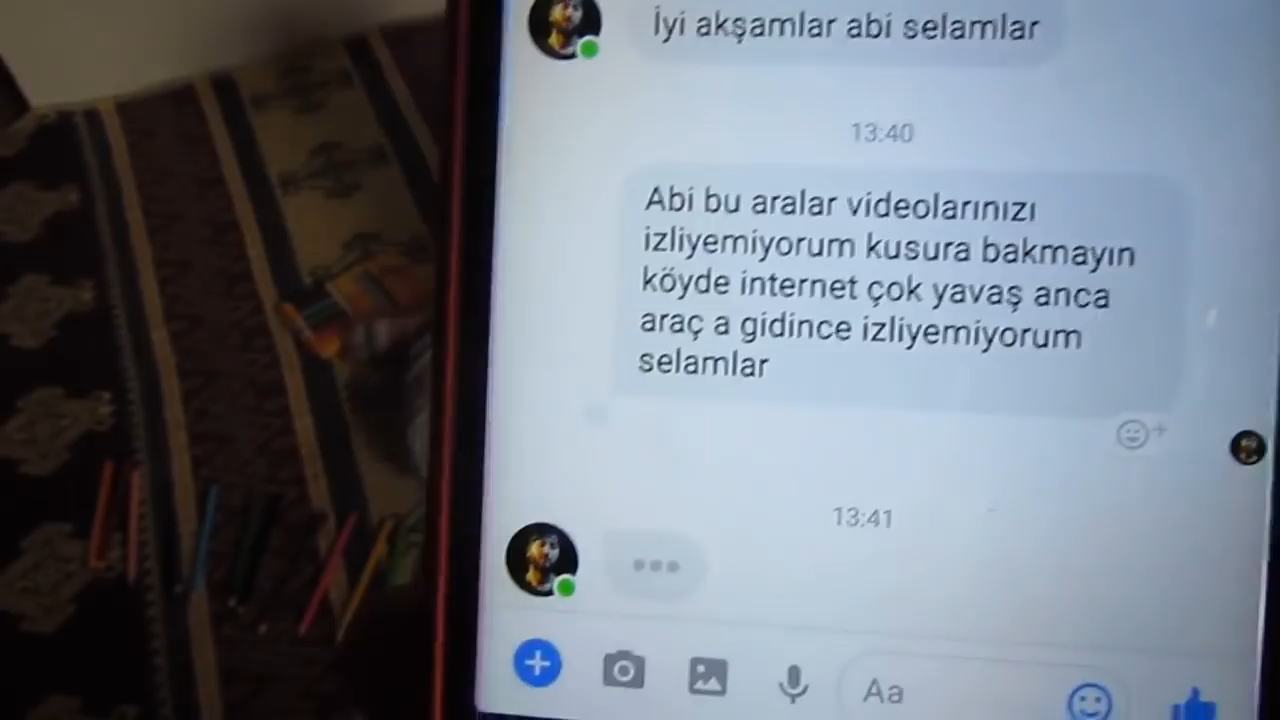 İyi akşamlar abi selamlar
13:40
Abi bu aralar videolarınızı
izliyemiyorum kusura bakmayın
köyde internet çok yavaş anca
araç a gidince izliyemiyorum
selamlar
13:41
Aa